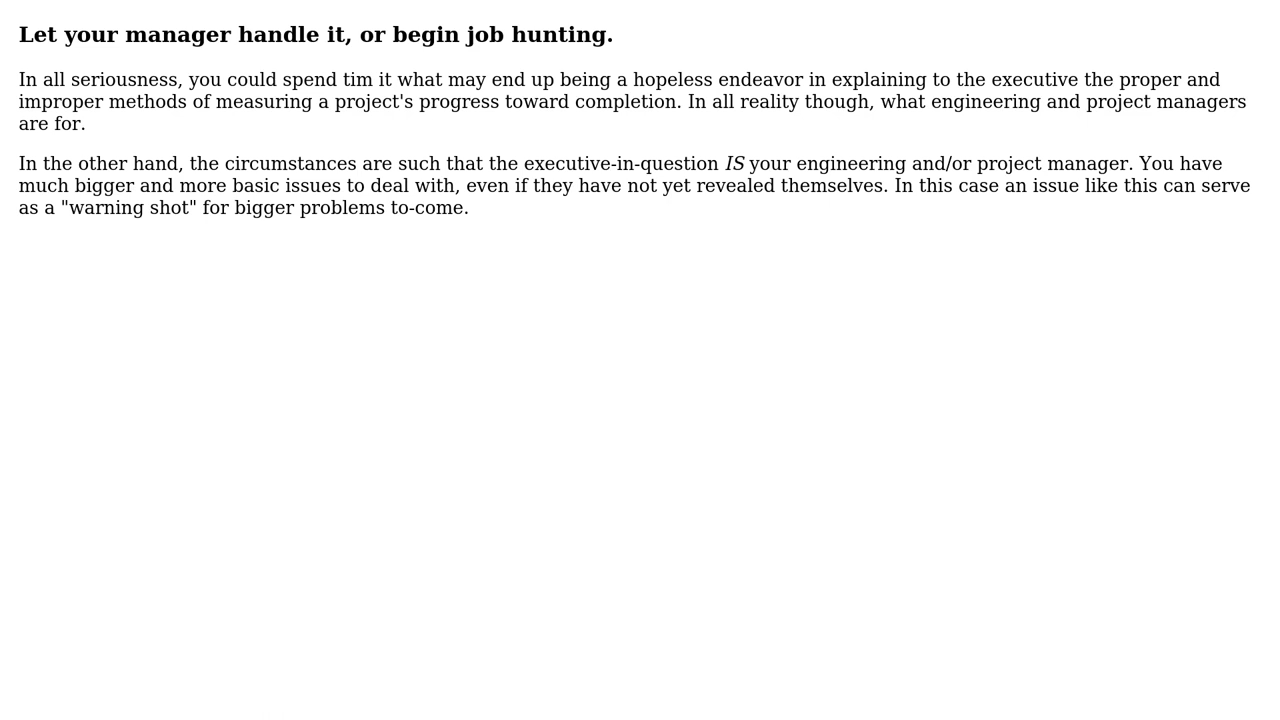 Let your manager handle it, or begin job hunting.
In all seriousness, you could spend tim it what may end up being a hopeless endeavor in explaining to the executive the proper and
improper methods of measuring a project's progress toward completion. In all reality though, what engineering and project managers
are for.
In the other hand, the circumstances are such that the executive-in-question IS your engineering and/or project manager. You have
much bigger and more basic issues to deal with, even if they have not yet revealed themselves. In this case an issue like this can serve
as a "warning shot" for bigger problems to-come.